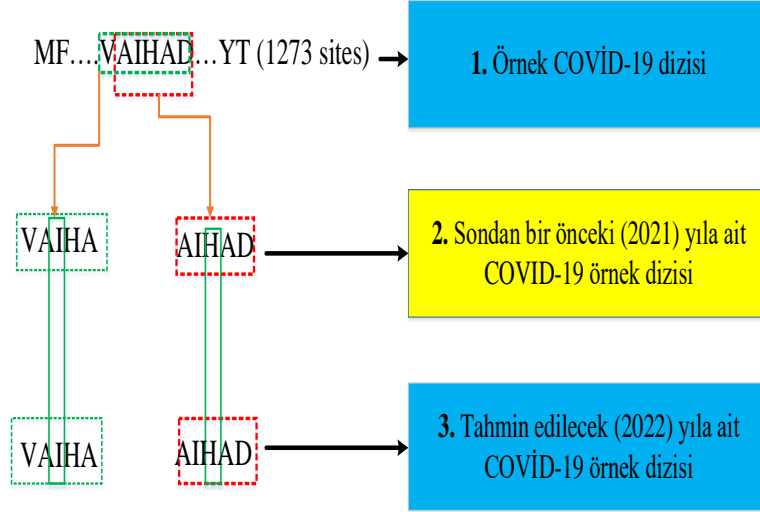 MF....VAIHAD...YT (1273 sites)
1. Örnek COVİD-19 dizisi
VAIHA
AIHAD
2. Sondan bir önceki (2021) yıla ait
COVID-19 örnek dizisi
VAIHA
AIHAD
3. Tahmin edilecek (2022) yıla ait
COVİD-19 örnek dizisi